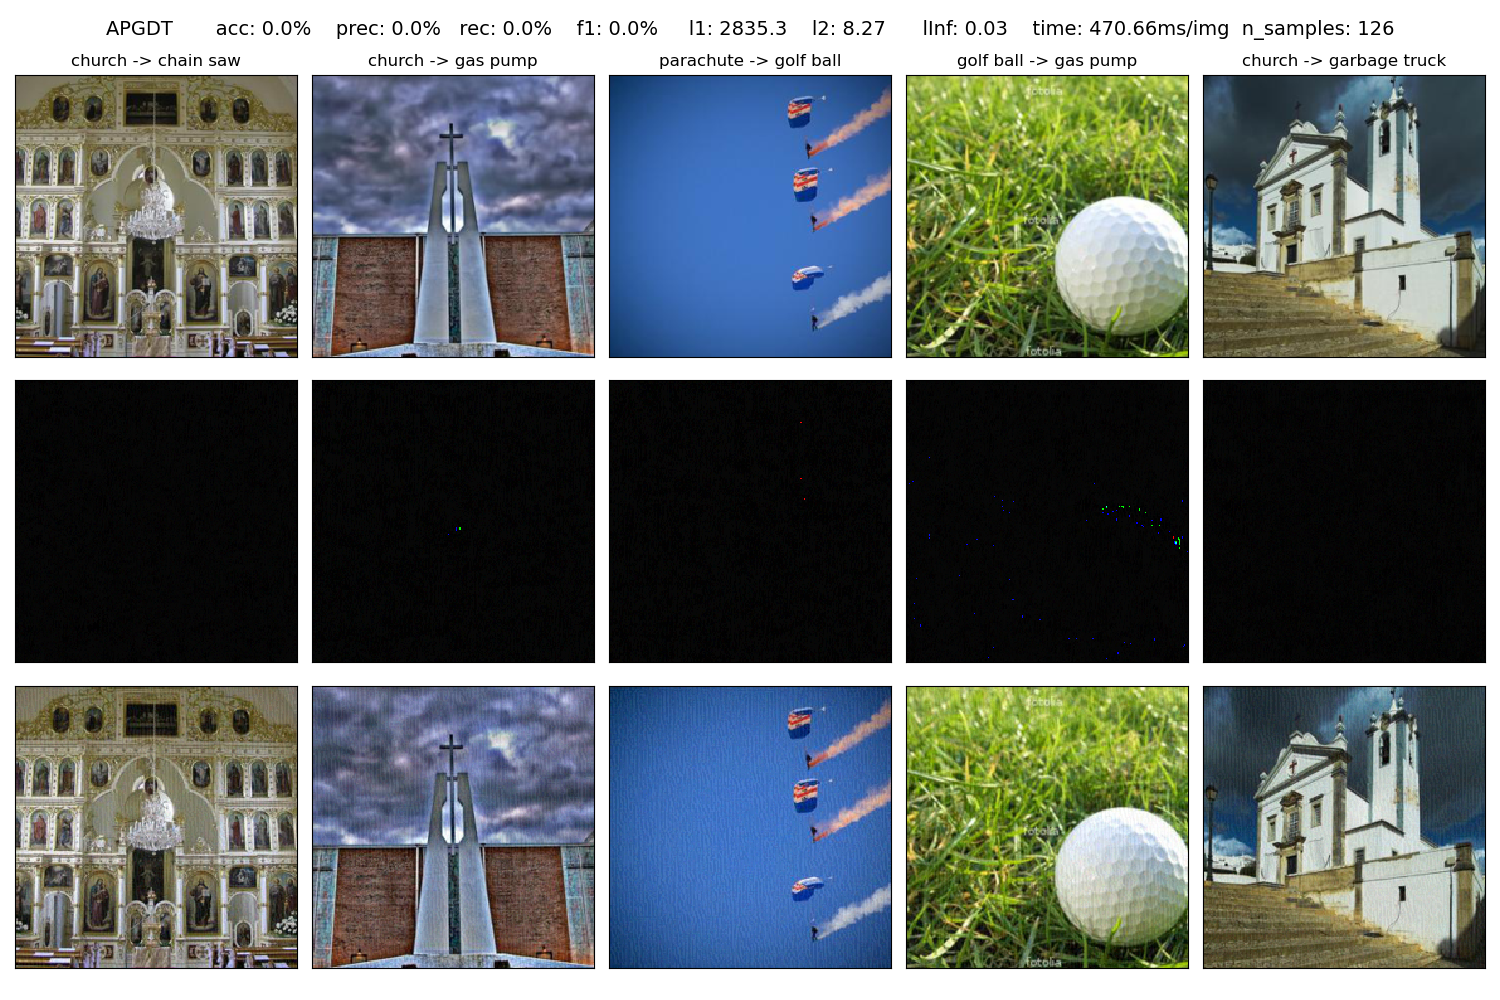 APGDT acc: 0.0% prec: 0.0% rec: 0.0% f1: 0.0% l1: 2835.3 l2: 8.27 lInf: 0.03 time: 470.66ms/img n_samples: 126
church -> chain saw
church -> gas pump
parachute -> golf ball
golf ball -> gas pump
church -> garbage truck
fotolia
fotolia
fotolia
fotolia
fotolia
fotolia